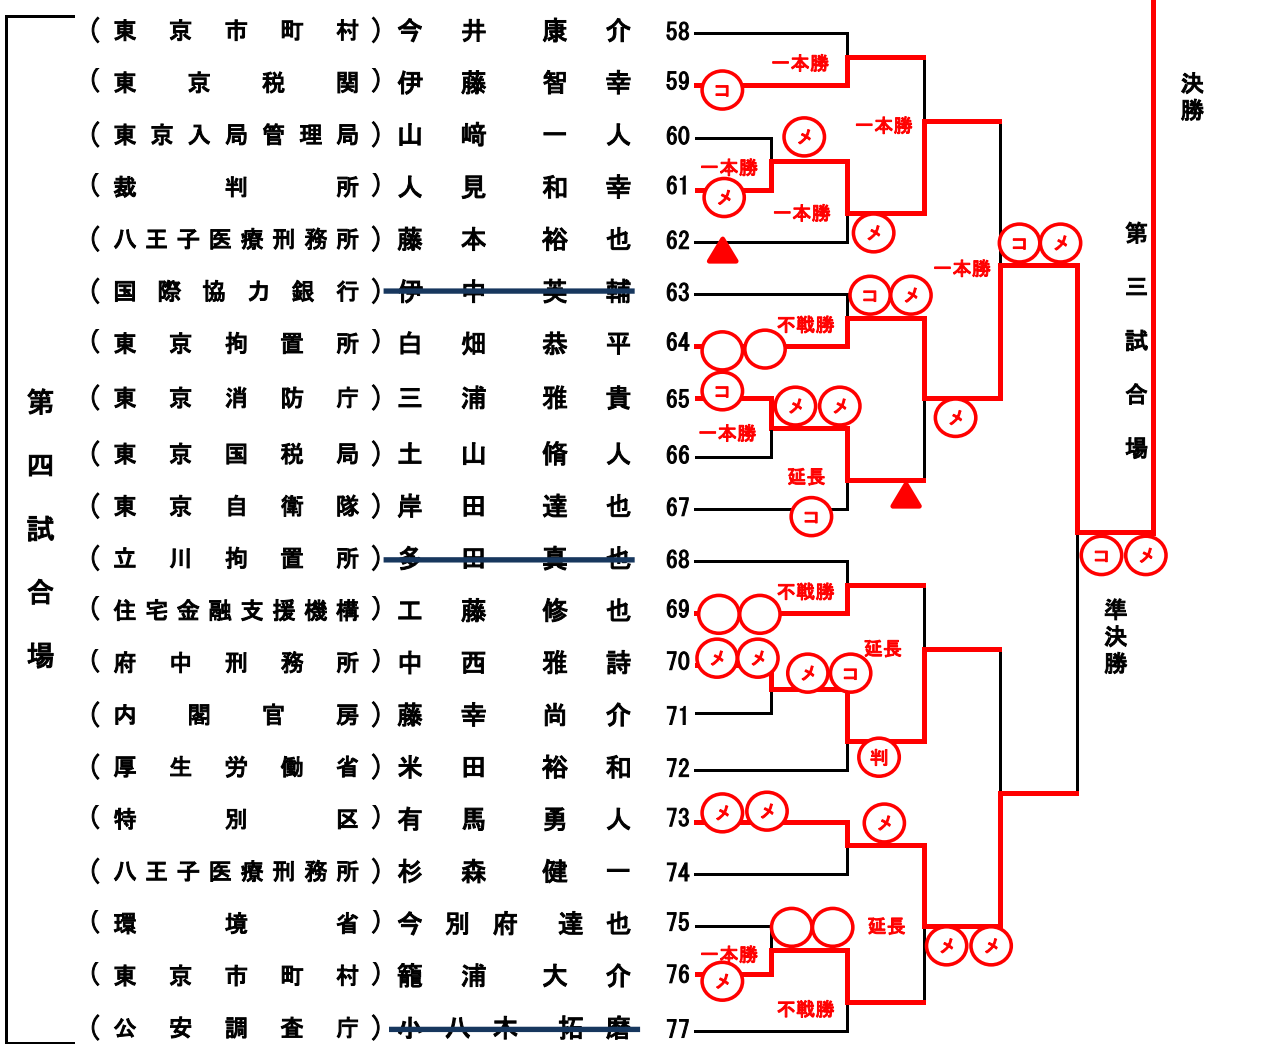 （東京市町村）今井康介 58
（東京税関）伊藤智幸 59
（東京入局管理局）山﨑一人 60
（裁判所）人見和幸 61
（八王子医療刑務所）藤本裕也 62
（国際協力銀行）伊中英輔 63
（東京拘置所）白畑恭平 64
（東京消防庁）三浦雅貴 65
（東京国税局）土山脩人 66
（東京自衛隊）岸田達也 67
（立川拘置所）多田真也 68
（住宅金融支援機構）工藤修也 69
（府中刑務所）中西雅詩 70
（内閣官房）藤幸尚介 71
（厚生労働省）米田裕和 72
（特別区）有馬勇人 73
（八王子医療刑務所）杉森健一 74
（環境省）今別府達也 75
（東京市町村）籠浦大介 76
（公安調査庁）小八木拓磨 77
第四試合場
一本勝
コ
メ
一本勝
一本勝
メ
一本勝
メ
コ メ
一本勝
コ メ
不戦勝
コ
メ メ
メ
一本勝
延長
コ
コ メ
不戦勝
メ メ
メ コ
延長
判
メ メ
メ
延長
メ メ
一本勝
メ
不戦勝
決勝
第三試合場
準決勝